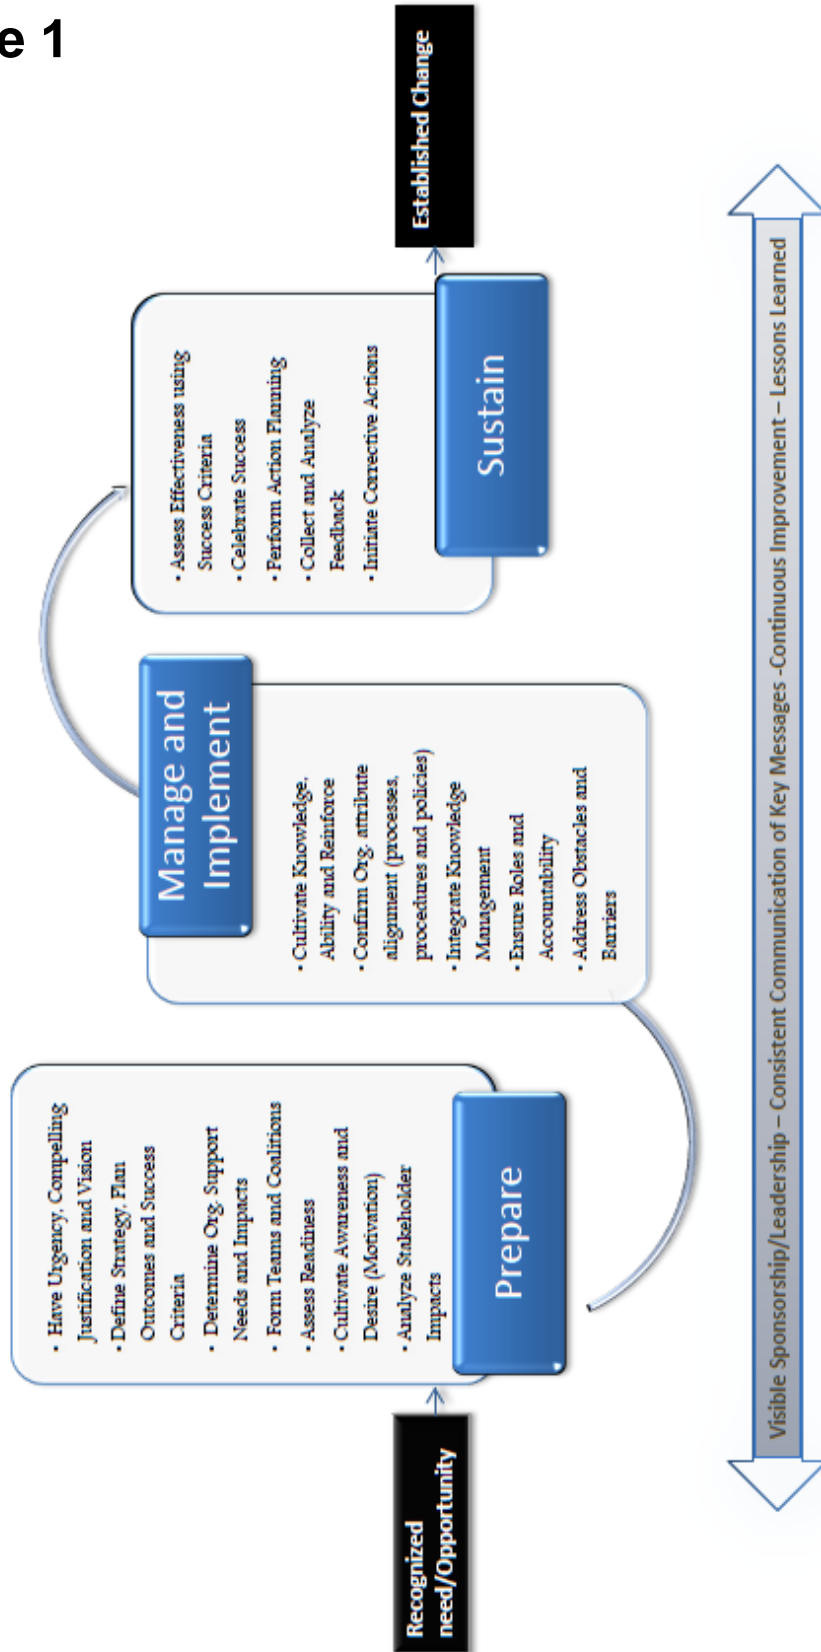 e 1
Recognized
need/Opportunity
• Have Urgency, Compelling
Justification and Vision
• Define Strategy, Plan
Outcomes and Success
Criteria
• Determine Org. Support
Needs and Impacts
• Form Teams and Coalitions
• Assess Readiness
• Cultivate Awareness and
Desire (Motivation)
• Analyze Stakeholder
Impacts
Prepare
Manage and
Implement
• Cultivate Knowledge,
Ability and Reinforce
• Confirm Org. attribute
alignment (processes,
procedures and policies)
• Integrate Knowledge
Management
• Ensure Roles and
Accountability
• Address Obstacles and
Barriers
• Assess Effectiveness using
Success Criteria
• Celebrate Success
• Perform Action Planning
• Collect and Analyze
Feedback
• Initiate Corrective Actions
Sustain
Established Change
Visible Sponsorship/Leadership – Consistent Communication of Key Messages -Continuous Improvement – Lessons Learned